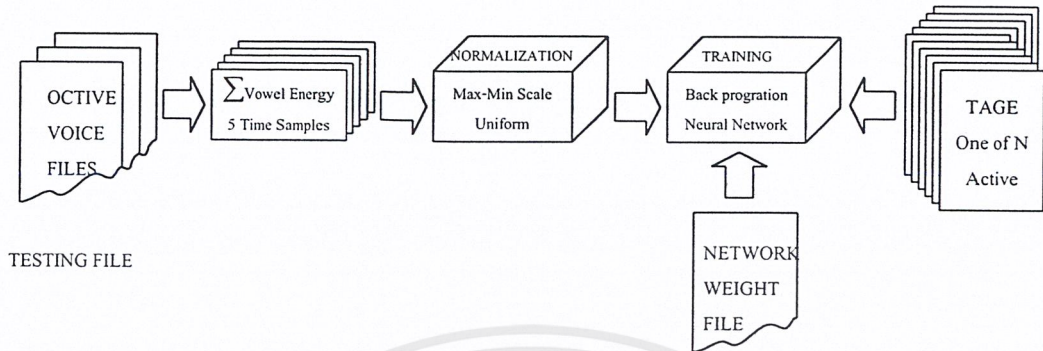 OCTIVE
VOICE
FILES
∑Vowel Energy
5 Time Samples
NORMALIZATION
Max-Min Scale
Uniform
TRAINING
Back progration
Neural Network
TAGE
One of N
Active
TESTING FILE
NETWORK
WEIGHT
FILE